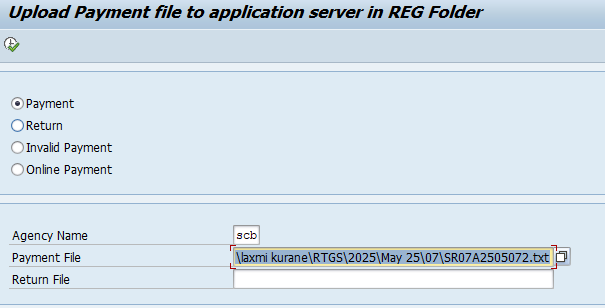 Upload Payment file to application server in REG Folder
Payment
Return
Invalid Payment
Online Payment
Agency Name scb
Payment File \laxmi kurane\RTGS\2025\May 25\07\SR07A2505072.txt
Return File